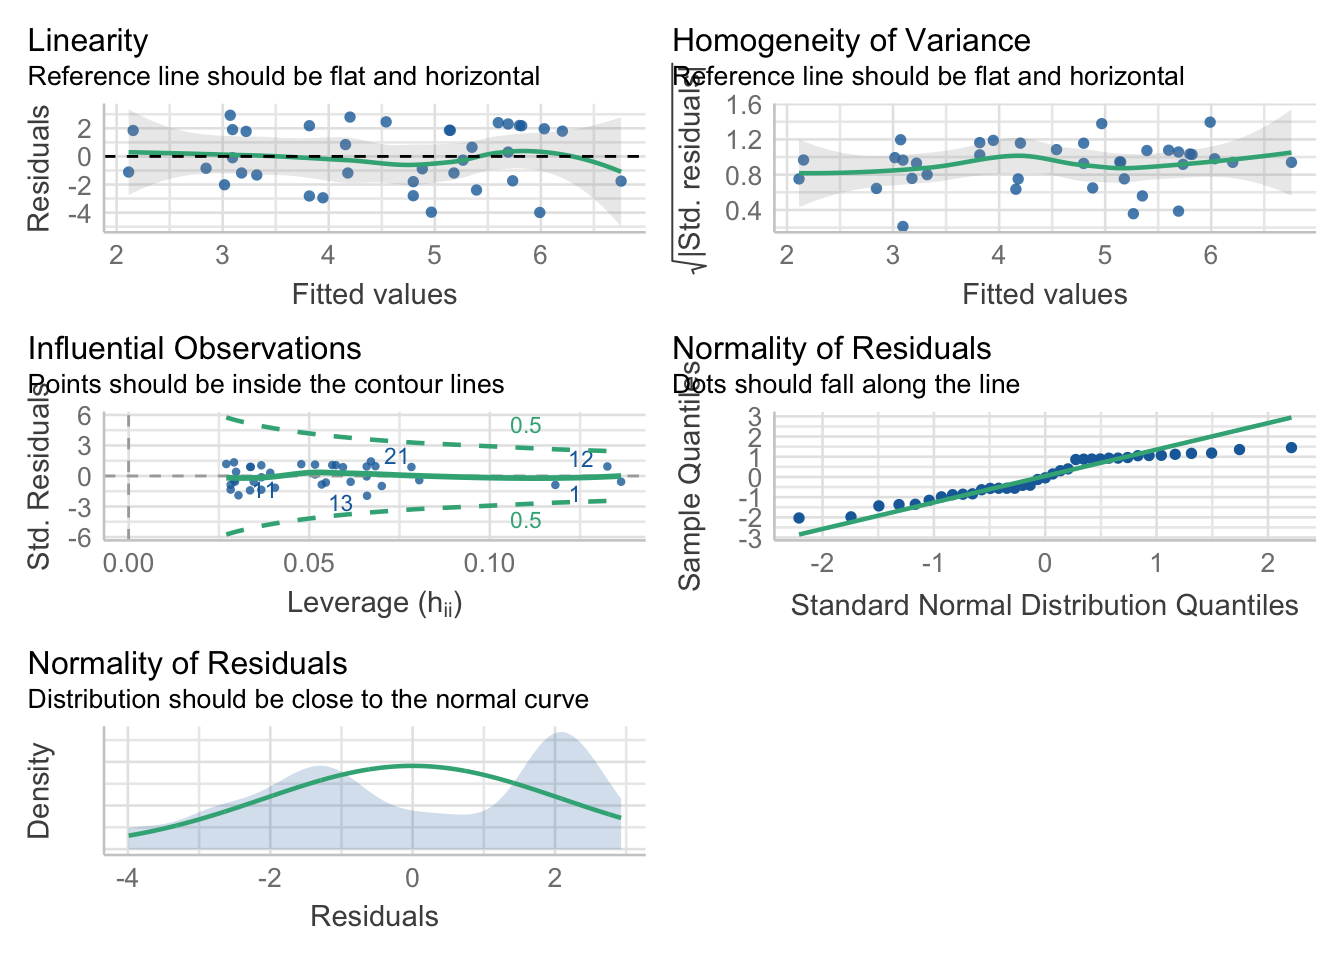 Linearity
Reference line should be flat and horizontal
Residuals
2
0
-2
-4
2 3 4 5 6
Fitted values
Homogeneity of Variance
Reference line should be flat and horizontal
√|Std. residuals|
1.6
1.2
0.8
0.4
2 3 4 5 6
Fitted values
Influential Observations
Points should be inside the contour lines
Std. Residuals
6
3
0
-3
-6
0.5
21
12
11
13
1
0.5
0.00 0.05 0.10
Leverage (hii)
Normality of Residuals
Dots should fall along the line
Sample Quantiles
3
2
1
0
-1
-2
-3
-2 -1 0 1 2
Standard Normal Distribution Quantiles
Normality of Residuals
Distribution should be close to the normal curve
Density
-4 -2 0 2
Residuals